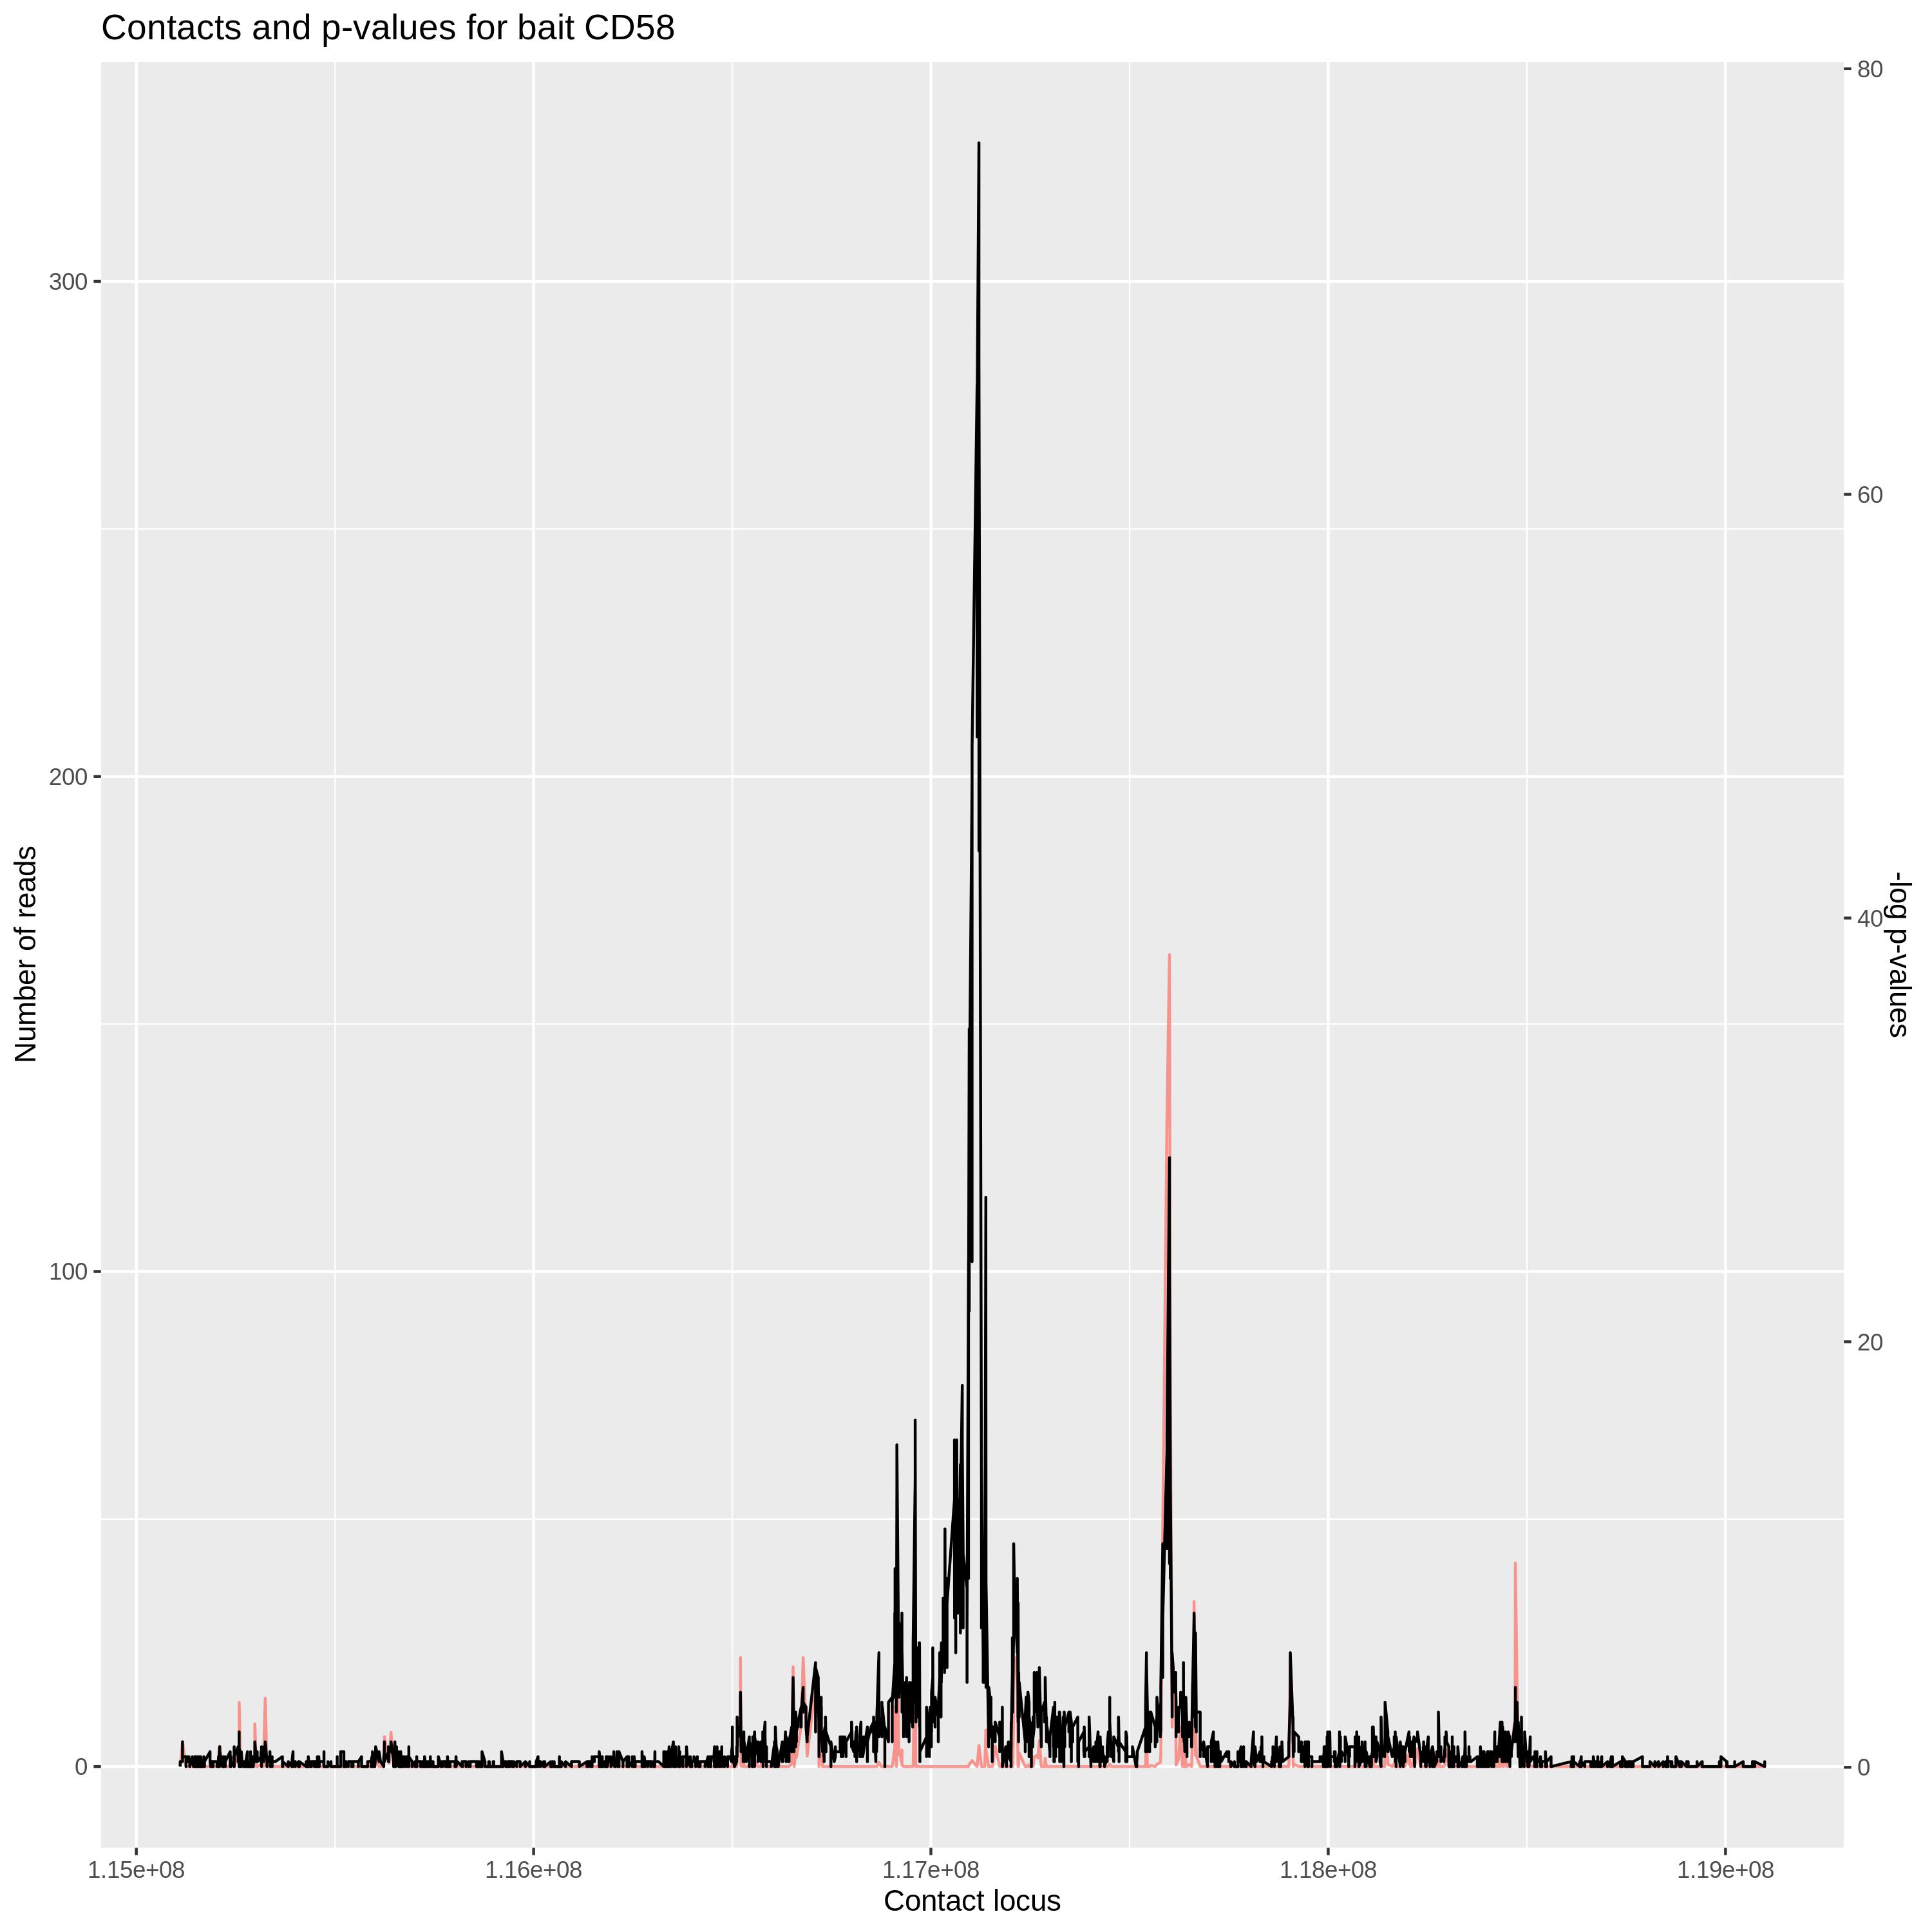 Contacts and p-values for bait CD58
80
300
60
200
Number of reads
40
-log p-values
100
20
0
0
1.15e+08
1.16e+08
1.17e+08
1.18e+08
1.19e+08
Contact locus